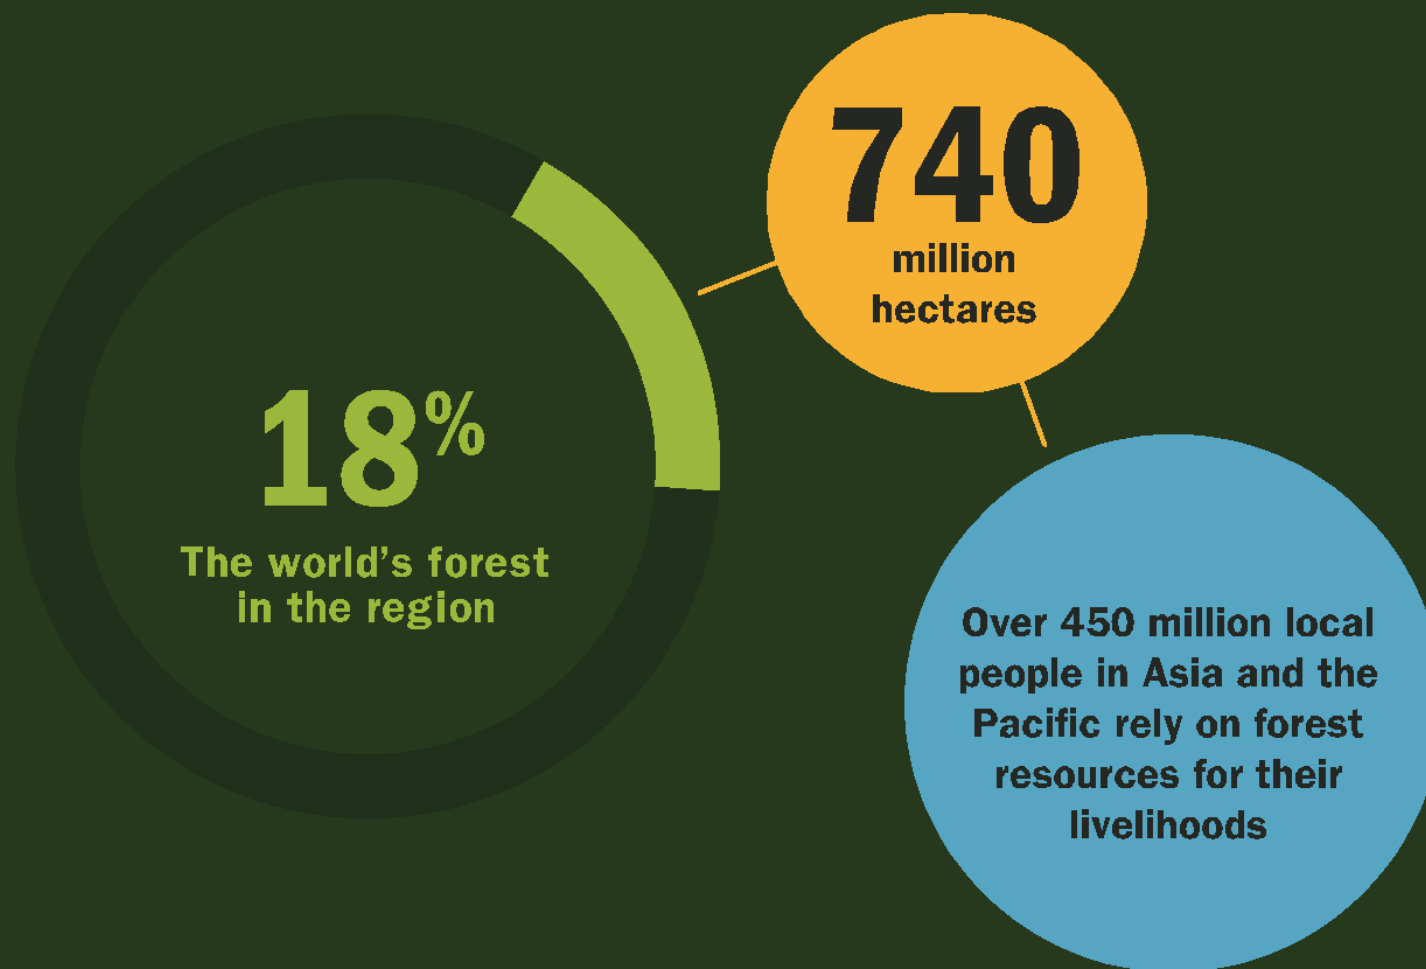 18%
The world’s forest
in the region
740
million
hectares
Over 450 million local
people in Asia and the
Pacific rely on forest
resources for their
livelihoods